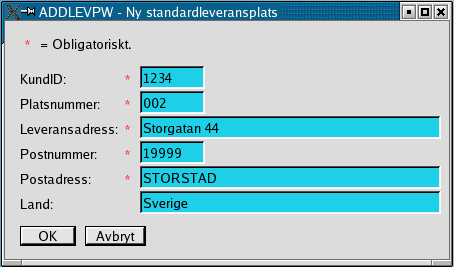 ADDLEVPW - Ny standardleveransplats
* = Obligatoriskt.
KundID: * 1234
Platsnummer: * 002
Leveransadress: * Storgatan 44
Postnummer: * 19999
Postadress: * STORSTAD
Land: Sverige
OK Avbryt